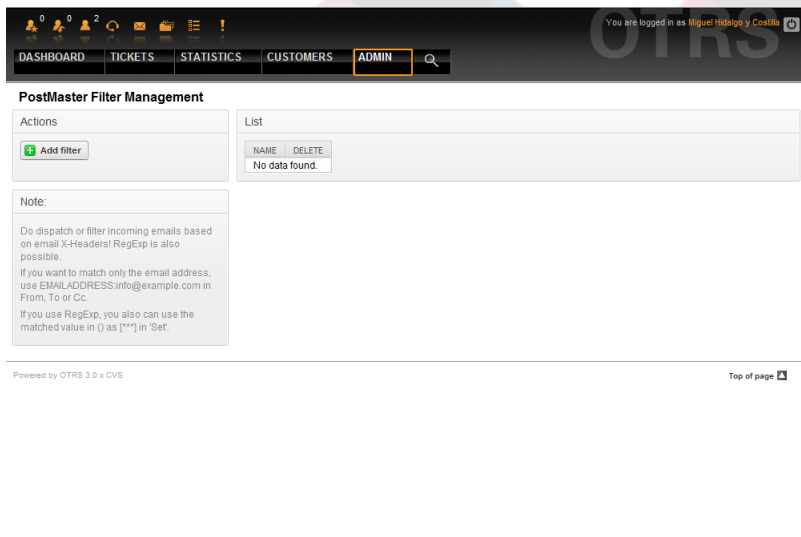 0 0 2
You are logged in as Miguel Hidalgo y Costilla
OTRS
DASHBOARD TICKETS STATISTICS CUSTOMERS ADMIN
PostMaster Filter Management
Actions
Add filter
List
NAME DELETE
No data found.
Note:
Do dispatch or filter incoming emails based
on email X-Headers! RegExp is also
possible.
If you want to match only the email address,
use EMAILADDRESS:info@example.com in
From, To or Cc.
If you use RegExp, you also can use the
matched value in () as [***] in 'Set'.
Powered by OTRS 3.0.x CVS
Top of page